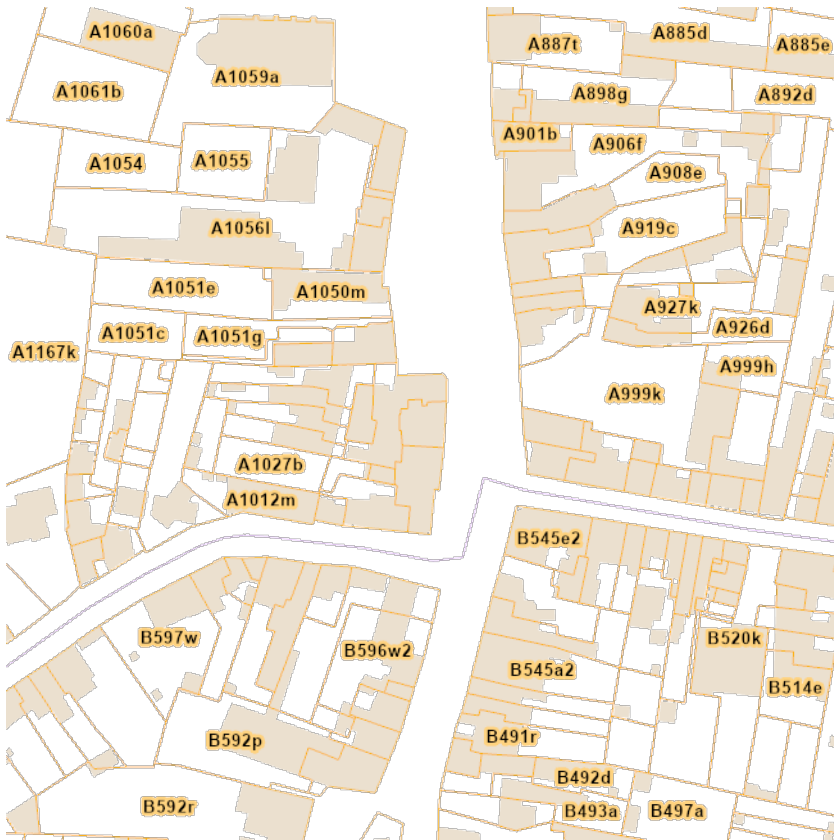 A1060a
A887t
A885d
A885e
A1059a
A1061b
A898g
A892d
A901b
A906f
A1054
A1055
A908e
A1056l
A919c
A1051e
A1050m
A927k
A1051c
A1051g
A926d
A1167k
A999h
A999k
A1027b
A1012m
B545e2
B597w
B596w2
B520k
B545a2
B514e
B592p
B491r
B492d
B592r
B493a
B497a